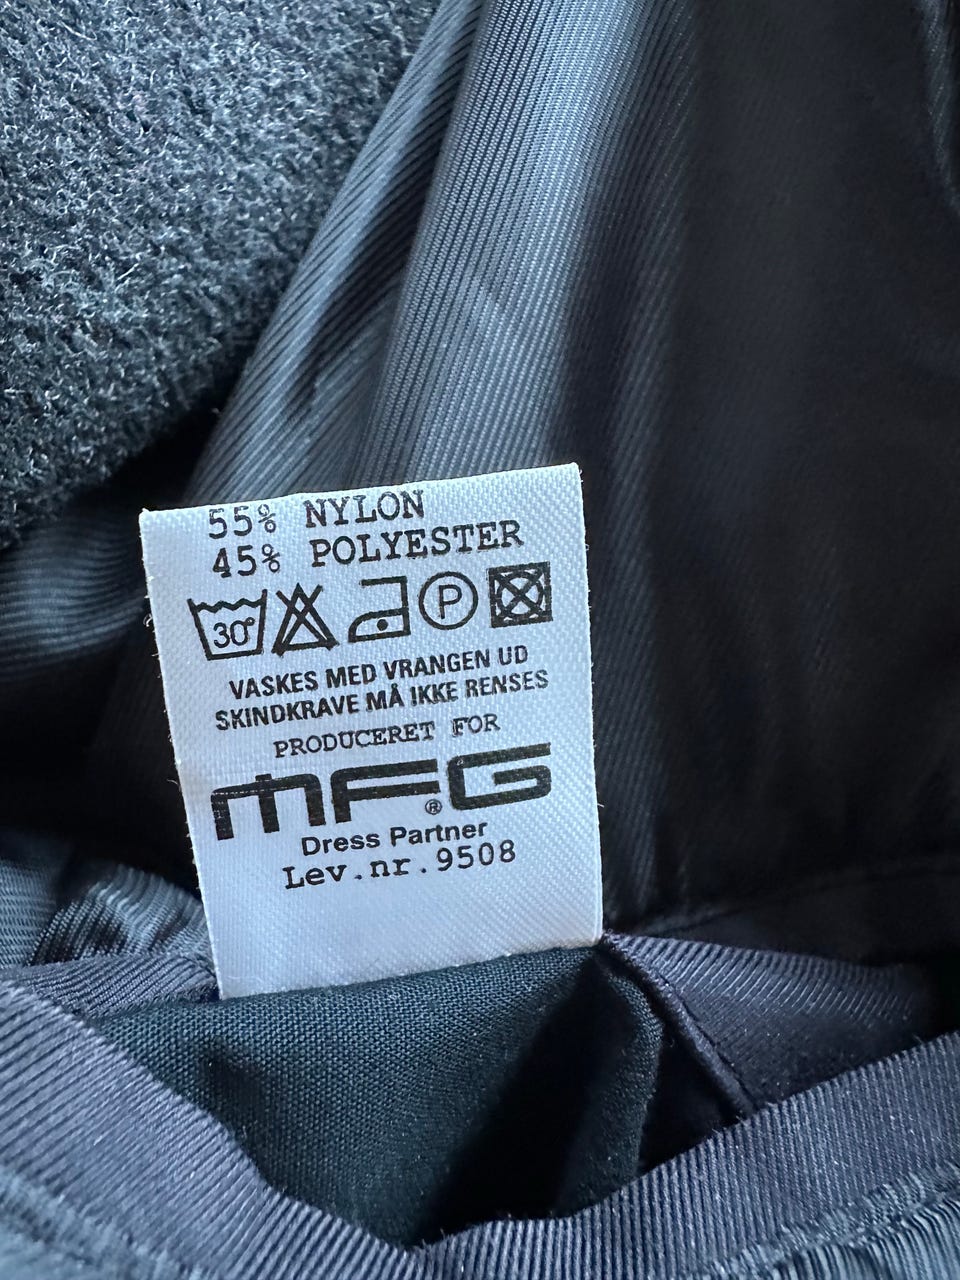 55% NYLON
45% POLYESTER
30° P
VASKES MED VRANGEN UD
SKINDKRAVE MÅ IKKE RENSES
PRODUCERET FOR
MFG®
Dress Partner
Lev.nr.9508